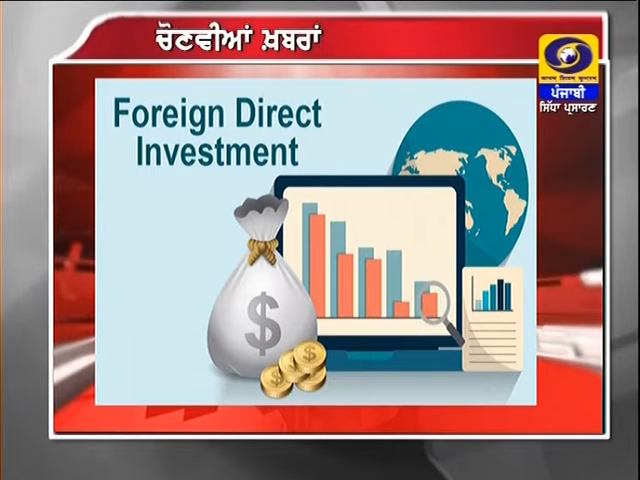 ਚੋਣਵੀਆਂ ਖ਼ਬਰਾਂ
Foreign Direct
Investment
$
$
$
ਪੰਜਾਬੀ
ਸਿੱਧਾ ਪ੍ਰਸਾਰਣ